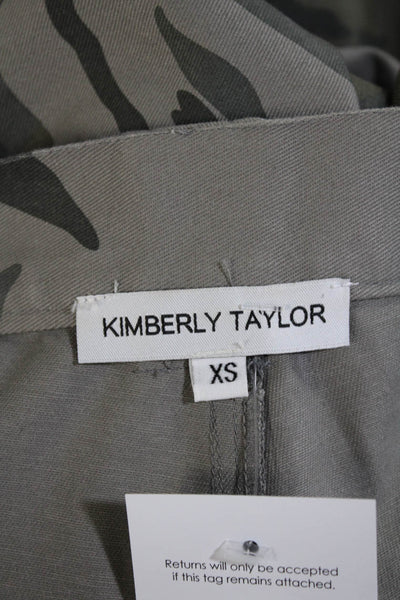 KIMBERLY TAYLOR
XS
Returns will only be accepted
if this tag remains attached.